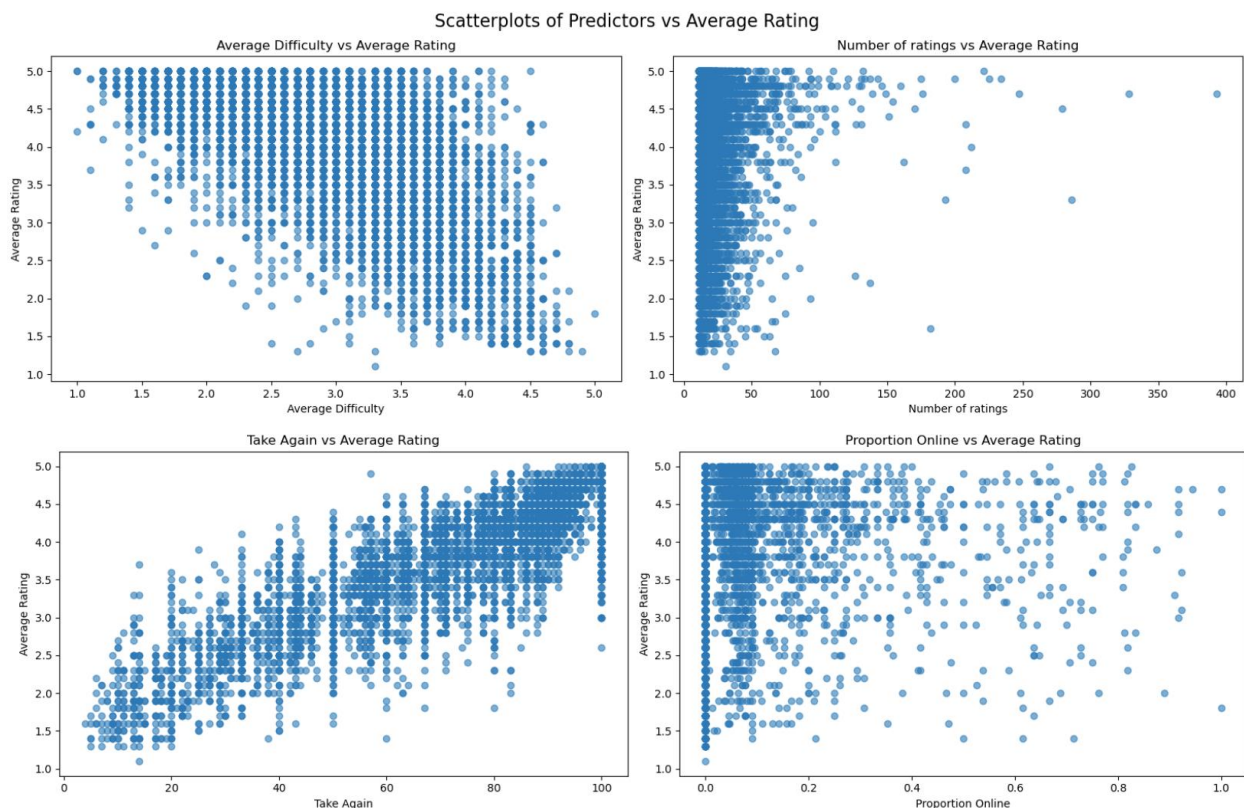 Scatterplots of Predictors vs Average Rating
Average Difficulty vs Average Rating
5.0
4.5
4.0
3.5
3.0
2.5
2.0
1.5
1.0
Average Rating
1.0 1.5 2.0 2.5 3.0 3.5 4.0 4.5 5.0
Average Difficulty
Number of ratings vs Average Rating
5.0
4.5
4.0
3.5
3.0
2.5
2.0
1.5
1.0
Average Rating
0 50 100 150 200 250 300 350 400
Number of ratings
Take Again vs Average Rating
5.0
4.5
4.0
3.5
3.0
2.5
2.0
1.5
1.0
Average Rating
0 20 40 60 80 100
Take Again
Proportion Online vs Average Rating
5.0
4.5
4.0
3.5
3.0
2.5
2.0
1.5
1.0
Average Rating
0.0 0.2 0.4 0.6 0.8 1.0
Proportion Online